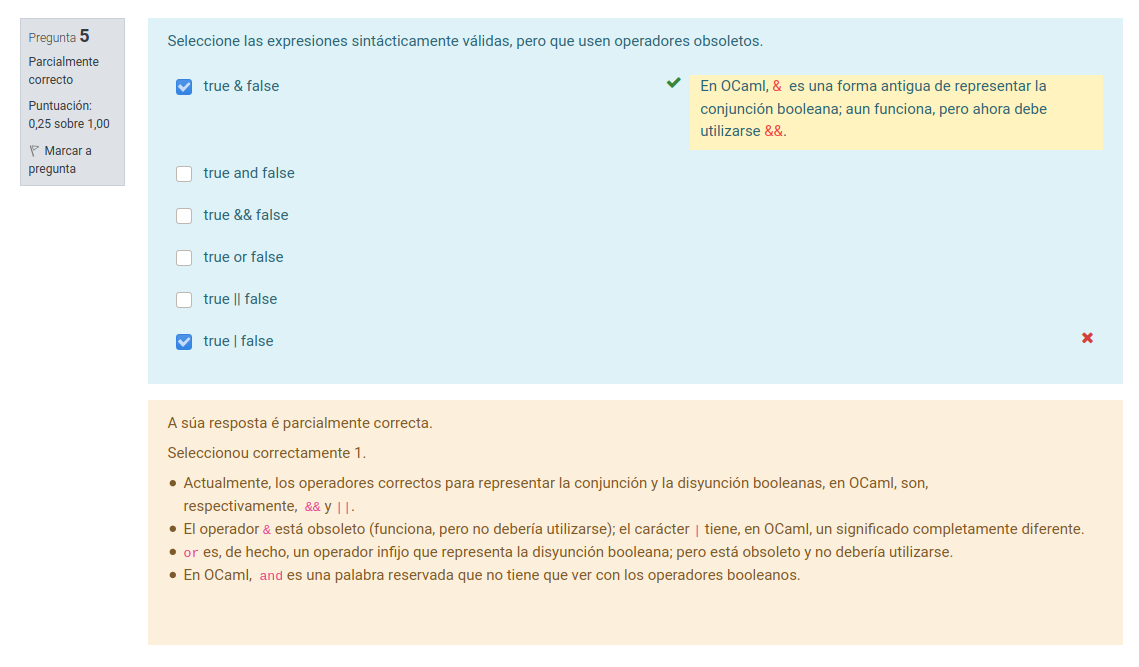 Pregunta 5
Parcialmente
correcto
Puntuación:
0,25 sobre 1,00
Marcar a
pregunta
Seleccione las expresiones sintácticamente válidas, pero que usen operadores obsoletos.
true & false
En OCaml, & es una forma antigua de representar la
conjunción booleana; aun funciona, pero ahora debe
utilizarse &&.
true and false
true && false
true or false
true || false
true | false
A súa resposta é parcialmente correcta.
Seleccionou correctamente 1.
• Actualmente, los operadores correctos para representar la conjunción y la disyunción booleanas, en OCaml, son,
respectivamente, && y ||.
• El operador & está obsoleto (funciona, pero no debería utilizarse); el carácter | tiene, en OCaml, un significado completamente diferente.
• or es, de hecho, un operador infijo que representa la disyunción booleana; pero está obsoleto y no debería utilizarse.
• En OCaml, and es una palabra reservada que no tiene que ver con los operadores booleanos.